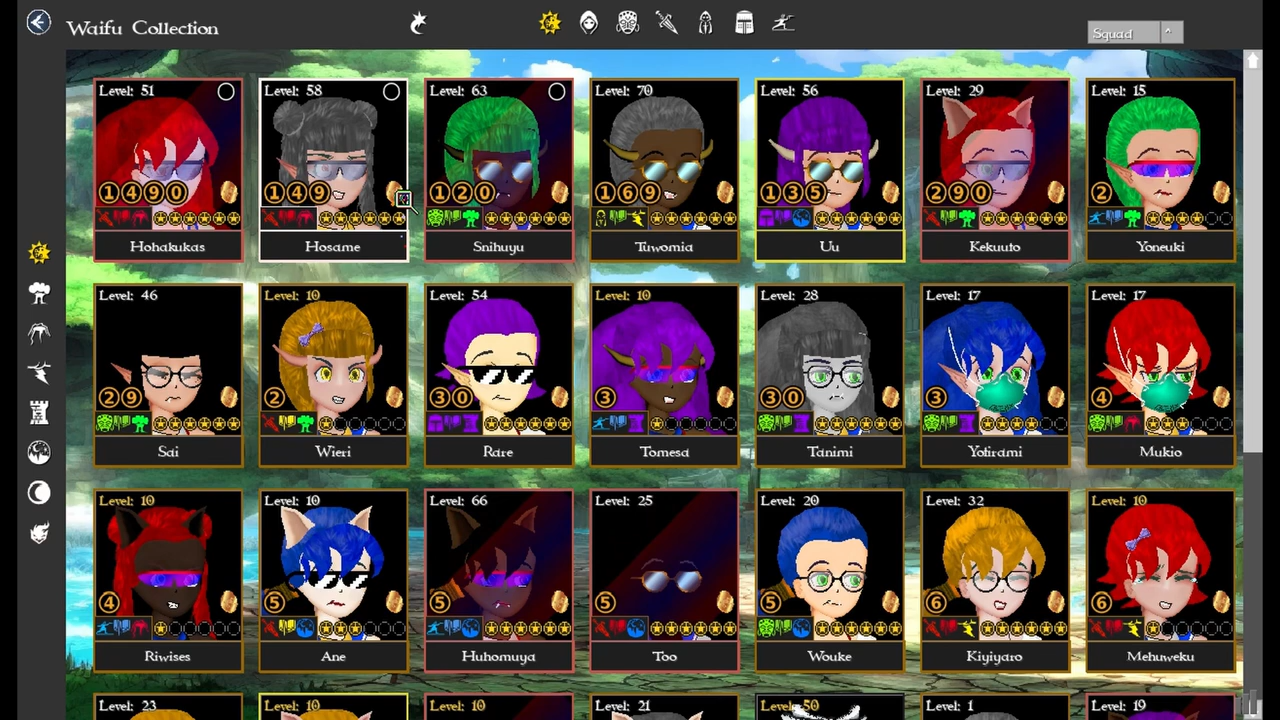 Waifu Collection
Squad ^
Level: 51
1490
Hohakukas
Level: 58
149
Hosame
Level: 63
120
Snihuyu
Level: 70
169
Tuwomia
Level: 56
135
Uu
Level: 29
290
Kekuuto
Level: 15
2
Yoneuki
Level: 46
29
Sai
Level: 10
2
Wieri
Level: 54
30
Rare
Level: 10
3
Tomesa
Level: 28
30
Tanimi
Level: 17
3
Yotirami
Level: 17
4
Mukio
Level: 10
4
Riwises
Level: 10
5
Ane
Level: 66
5
Huhomuya
Level: 25
5
Too
Level: 20
5
Wouke
Level: 32
6
Kiyiyaro
Level: 10
6
Mehuweku
Level: 23
Level: 10
Level: 10
Level: 21
Level: 50
Level: 1
Level: 19